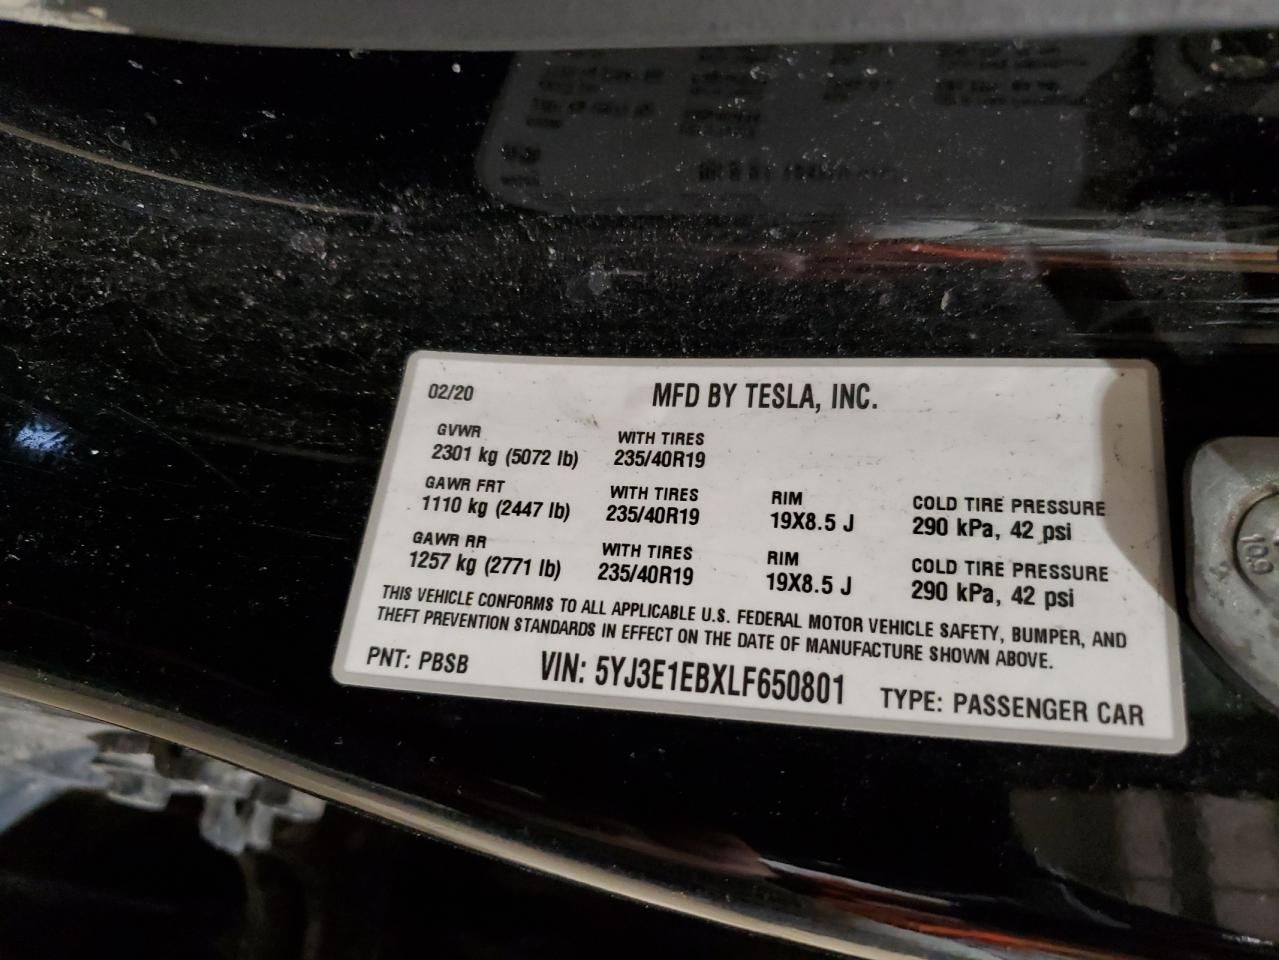 02/20 MFD BY TESLA, INC.
GVWR WITH TIRES
2301 kg (5072 lb) 235/40R19
GAWR FRT WITH TIRES RIM COLD TIRE PRESSURE
1110 kg (2447 lb) 235/40R19 19X8.5 J 290 kPa, 42 psi
GAWR RR WITH TIRES RIM COLD TIRE PRESSURE
1257 kg (2771 lb) 235/40R19 19X8.5 J 290 kPa, 42 psi
THIS VEHICLE CONFORMS TO ALL APPLICABLE U.S. FEDERAL MOTOR VEHICLE SAFETY, BUMPER, AND
THEFT PREVENTION STANDARDS IN EFFECT ON THE DATE OF MANUFACTURE SHOWN ABOVE.
PNT: PBSB VIN: 5YJ3E1EBXLF650801 TYPE: PASSENGER CAR
10.9